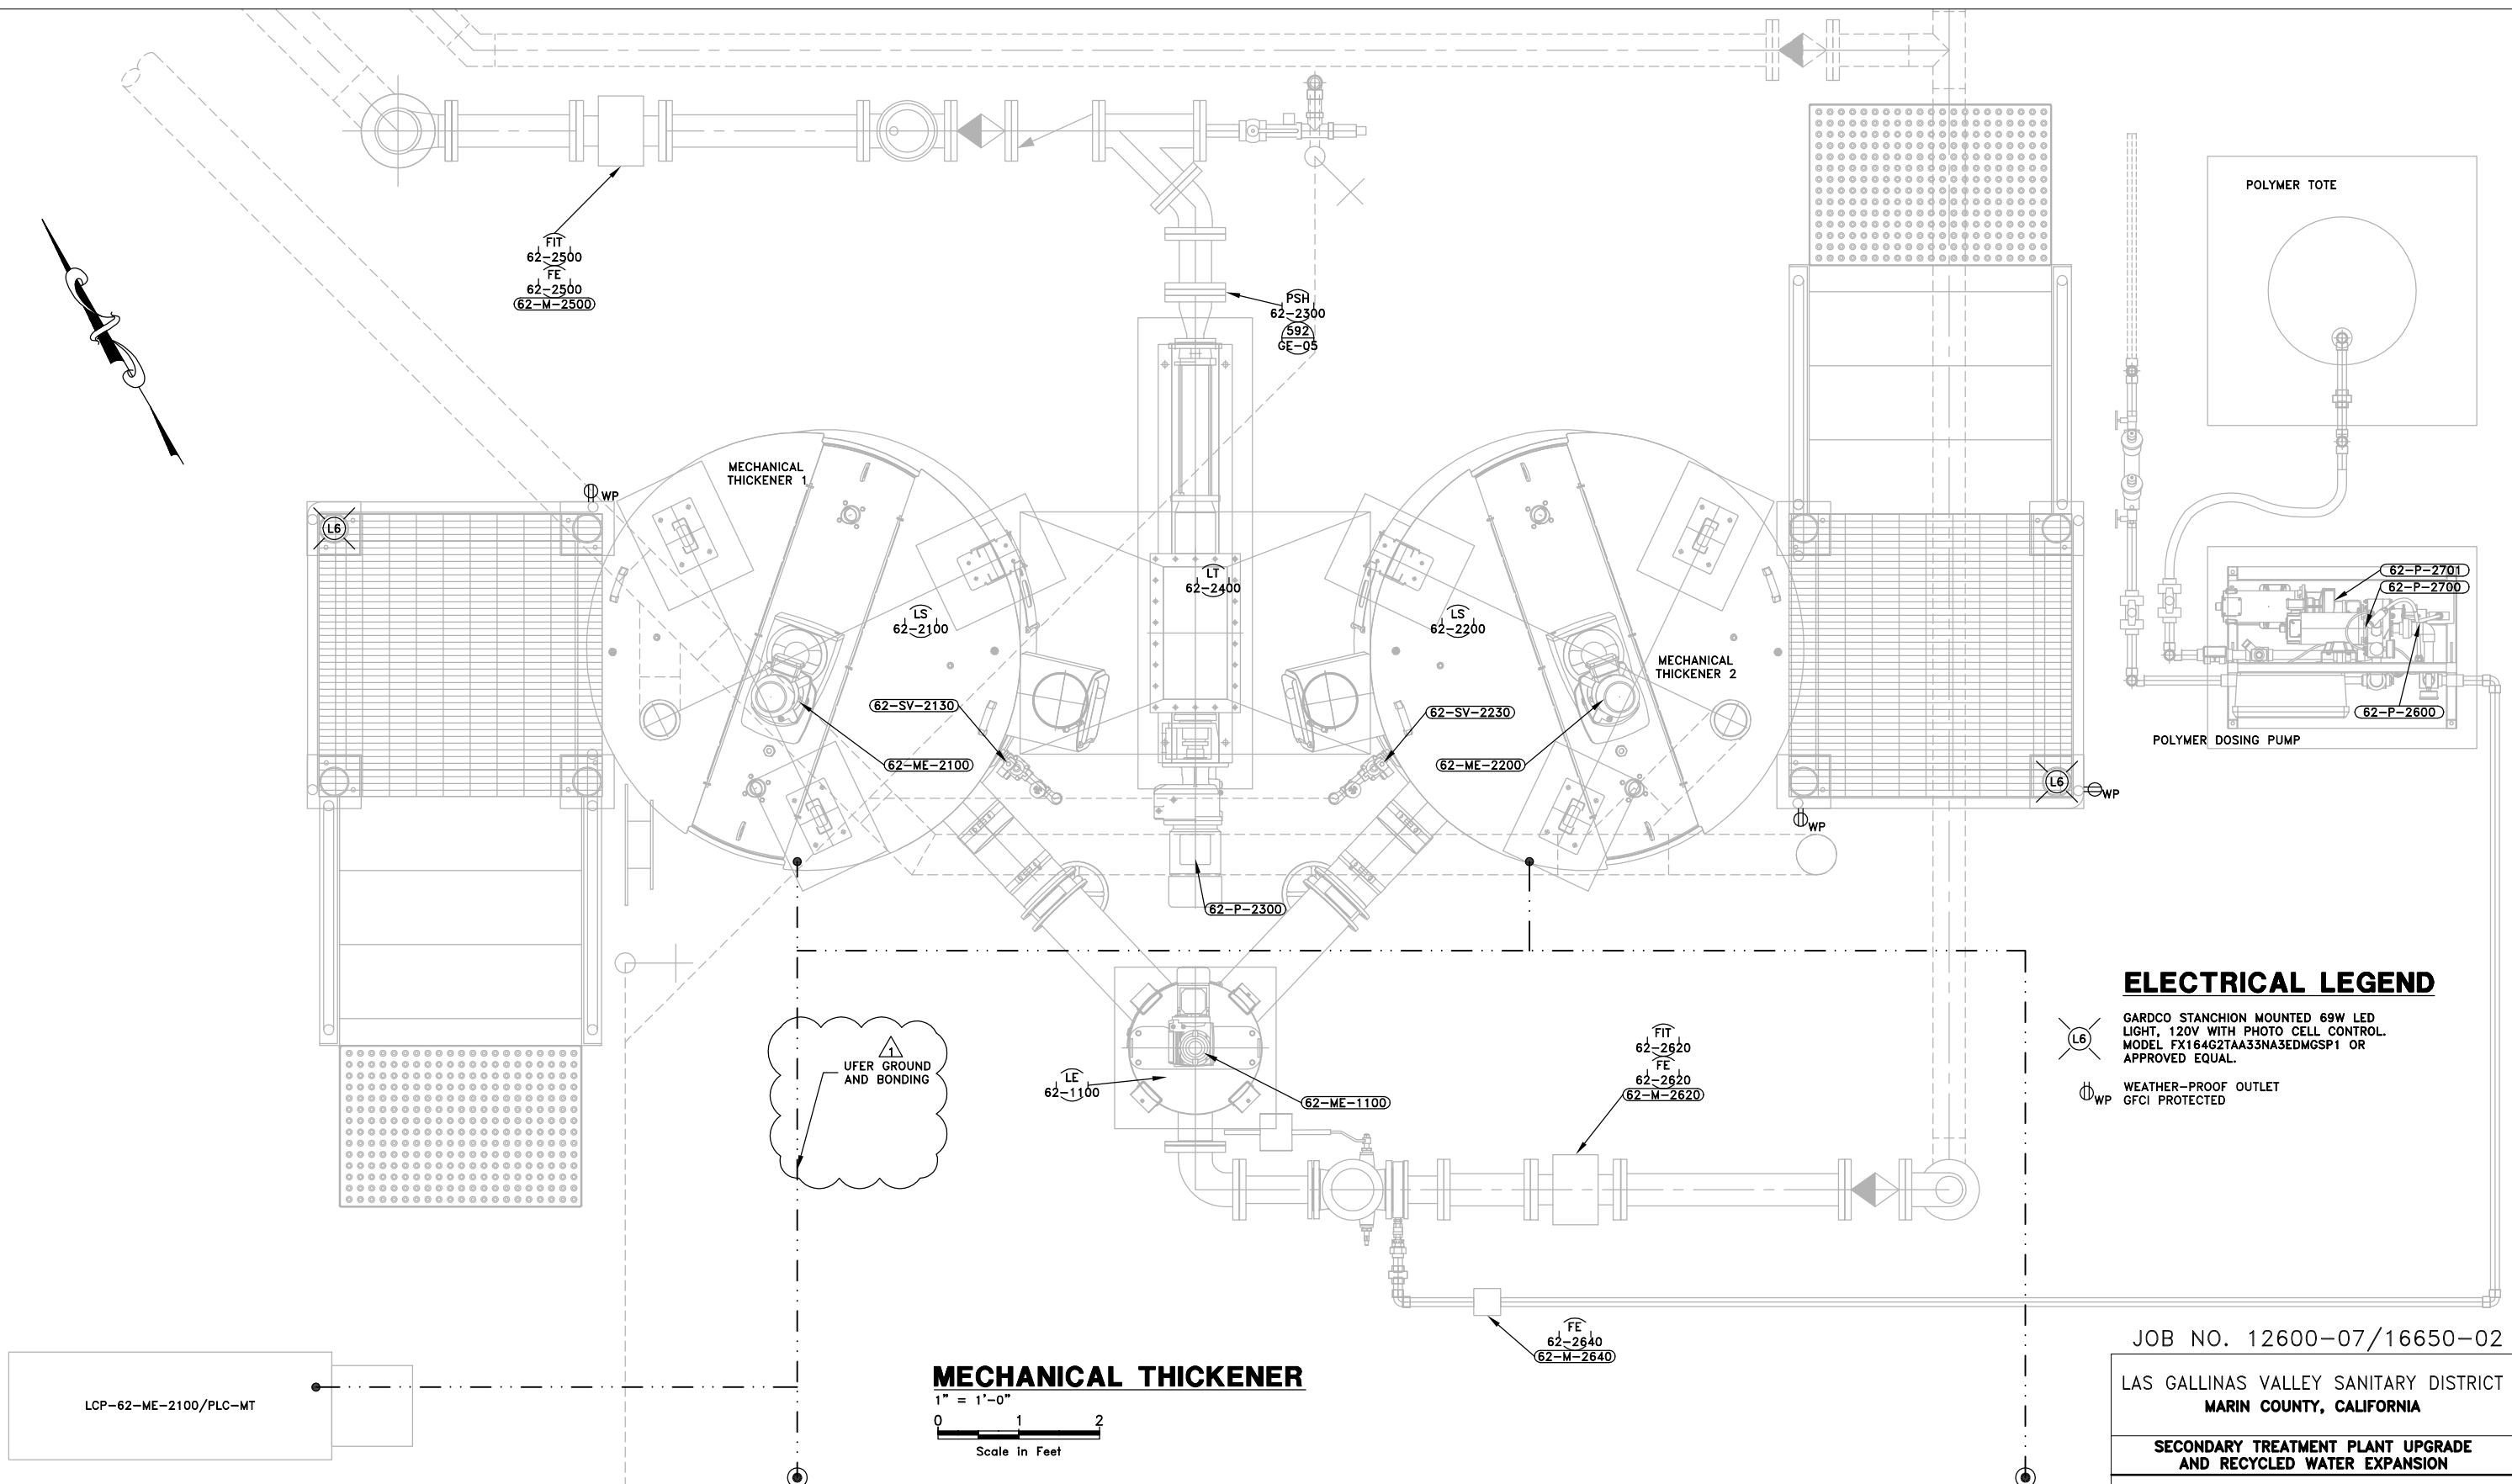 POLYMER TOTE
FIT
62-2500
FE
62-2500
62-M-2500
PSH
62-2300
592
GE-05
MECHANICAL
THICKENER 1
WP
L6
LS
62-2100
LT
62-2400
LS
62-2200
MECHANICAL
THICKENER 2
62-P-2701
62-P-2700
62-P-2600
POLYMER DOSING PUMP
62-SV-2130
62-SV-2230
62-ME-2100
62-ME-2200
L6
WP
WP
62-P-2300
ELECTRICAL LEGEND
L6
GARDCO STANCHION MOUNTED 69W LED
LIGHT, 120V WITH PHOTO CELL CONTROL.
MODEL FX164G2TAA33NA3EDMGSP1 OR
APPROVED EQUAL.
WP
WEATHER-PROOF OUTLET
GFCI PROTECTED
1
UFER GROUND
AND BONDING
LE
62-1100
62-ME-1100
FIT
62-2620
FE
62-2620
62-M-2620
FE
62-2640
62-M-2640
LCP-62-ME-2100/PLC-MT
MECHANICAL THICKENER
1" = 1'-0"
0 1 2
Scale in Feet
JOB NO. 12600-07/16650-02
LAS GALLINAS VALLEY SANITARY DISTRICT
MARIN COUNTY, CALIFORNIA
SECONDARY TREATMENT PLANT UPGRADE
AND RECYCLED WATER EXPANSION